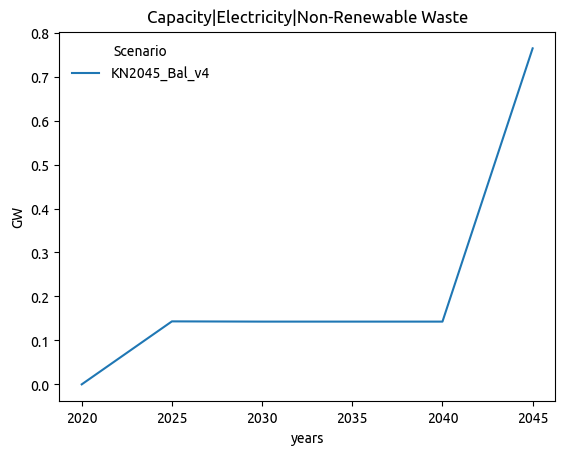 Capacity|Electricity|Non-Renewable Waste
0.8
0.7
0.6
0.5
0.4
0.3
0.2
0.1
0.0
GW
Scenario
KN2045_Bal_v4
2020 2025 2030 2035 2040 2045
years